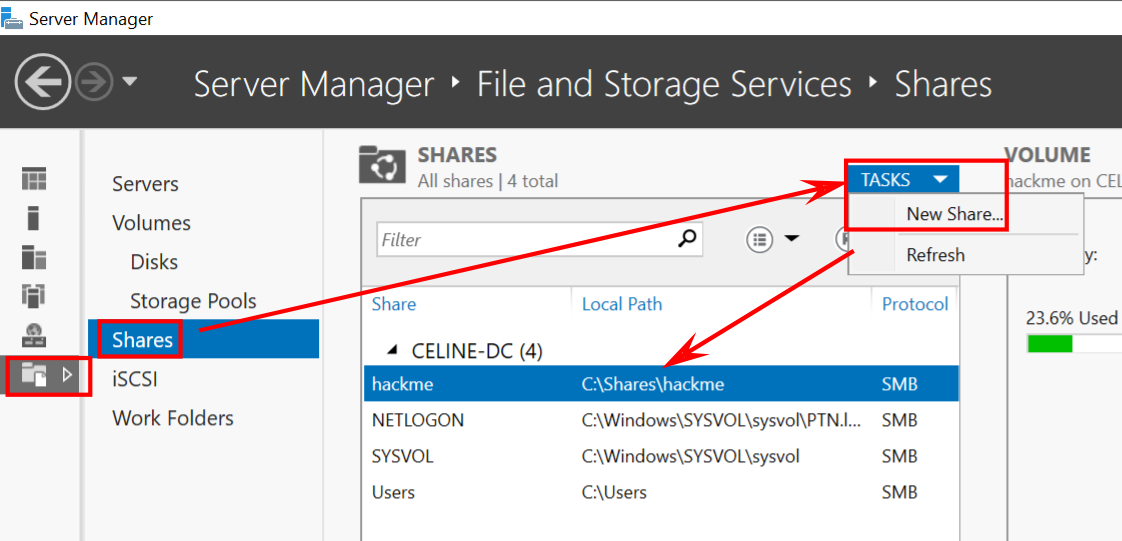 Server Manager
Server Manager ‣ File and Storage Services ‣ Shares
Servers
Volumes
Disks
Storage Pools
Shares
iSCSI
Work Folders
SHARES
All shares | 4 total
TASKS
New Share...
Refresh
Filter
Share Local Path Protocol
CELINE-DC (4)
hackme C:\Shares\hackme SMB
NETLOGON C:\Windows\SYSVOL\sysvol\PTN.l... SMB
SYSVOL C:\Windows\SYSVOL\sysvol SMB
Users C:\Users SMB
VOLUME
hackme on CEL
y:
23.6% Used